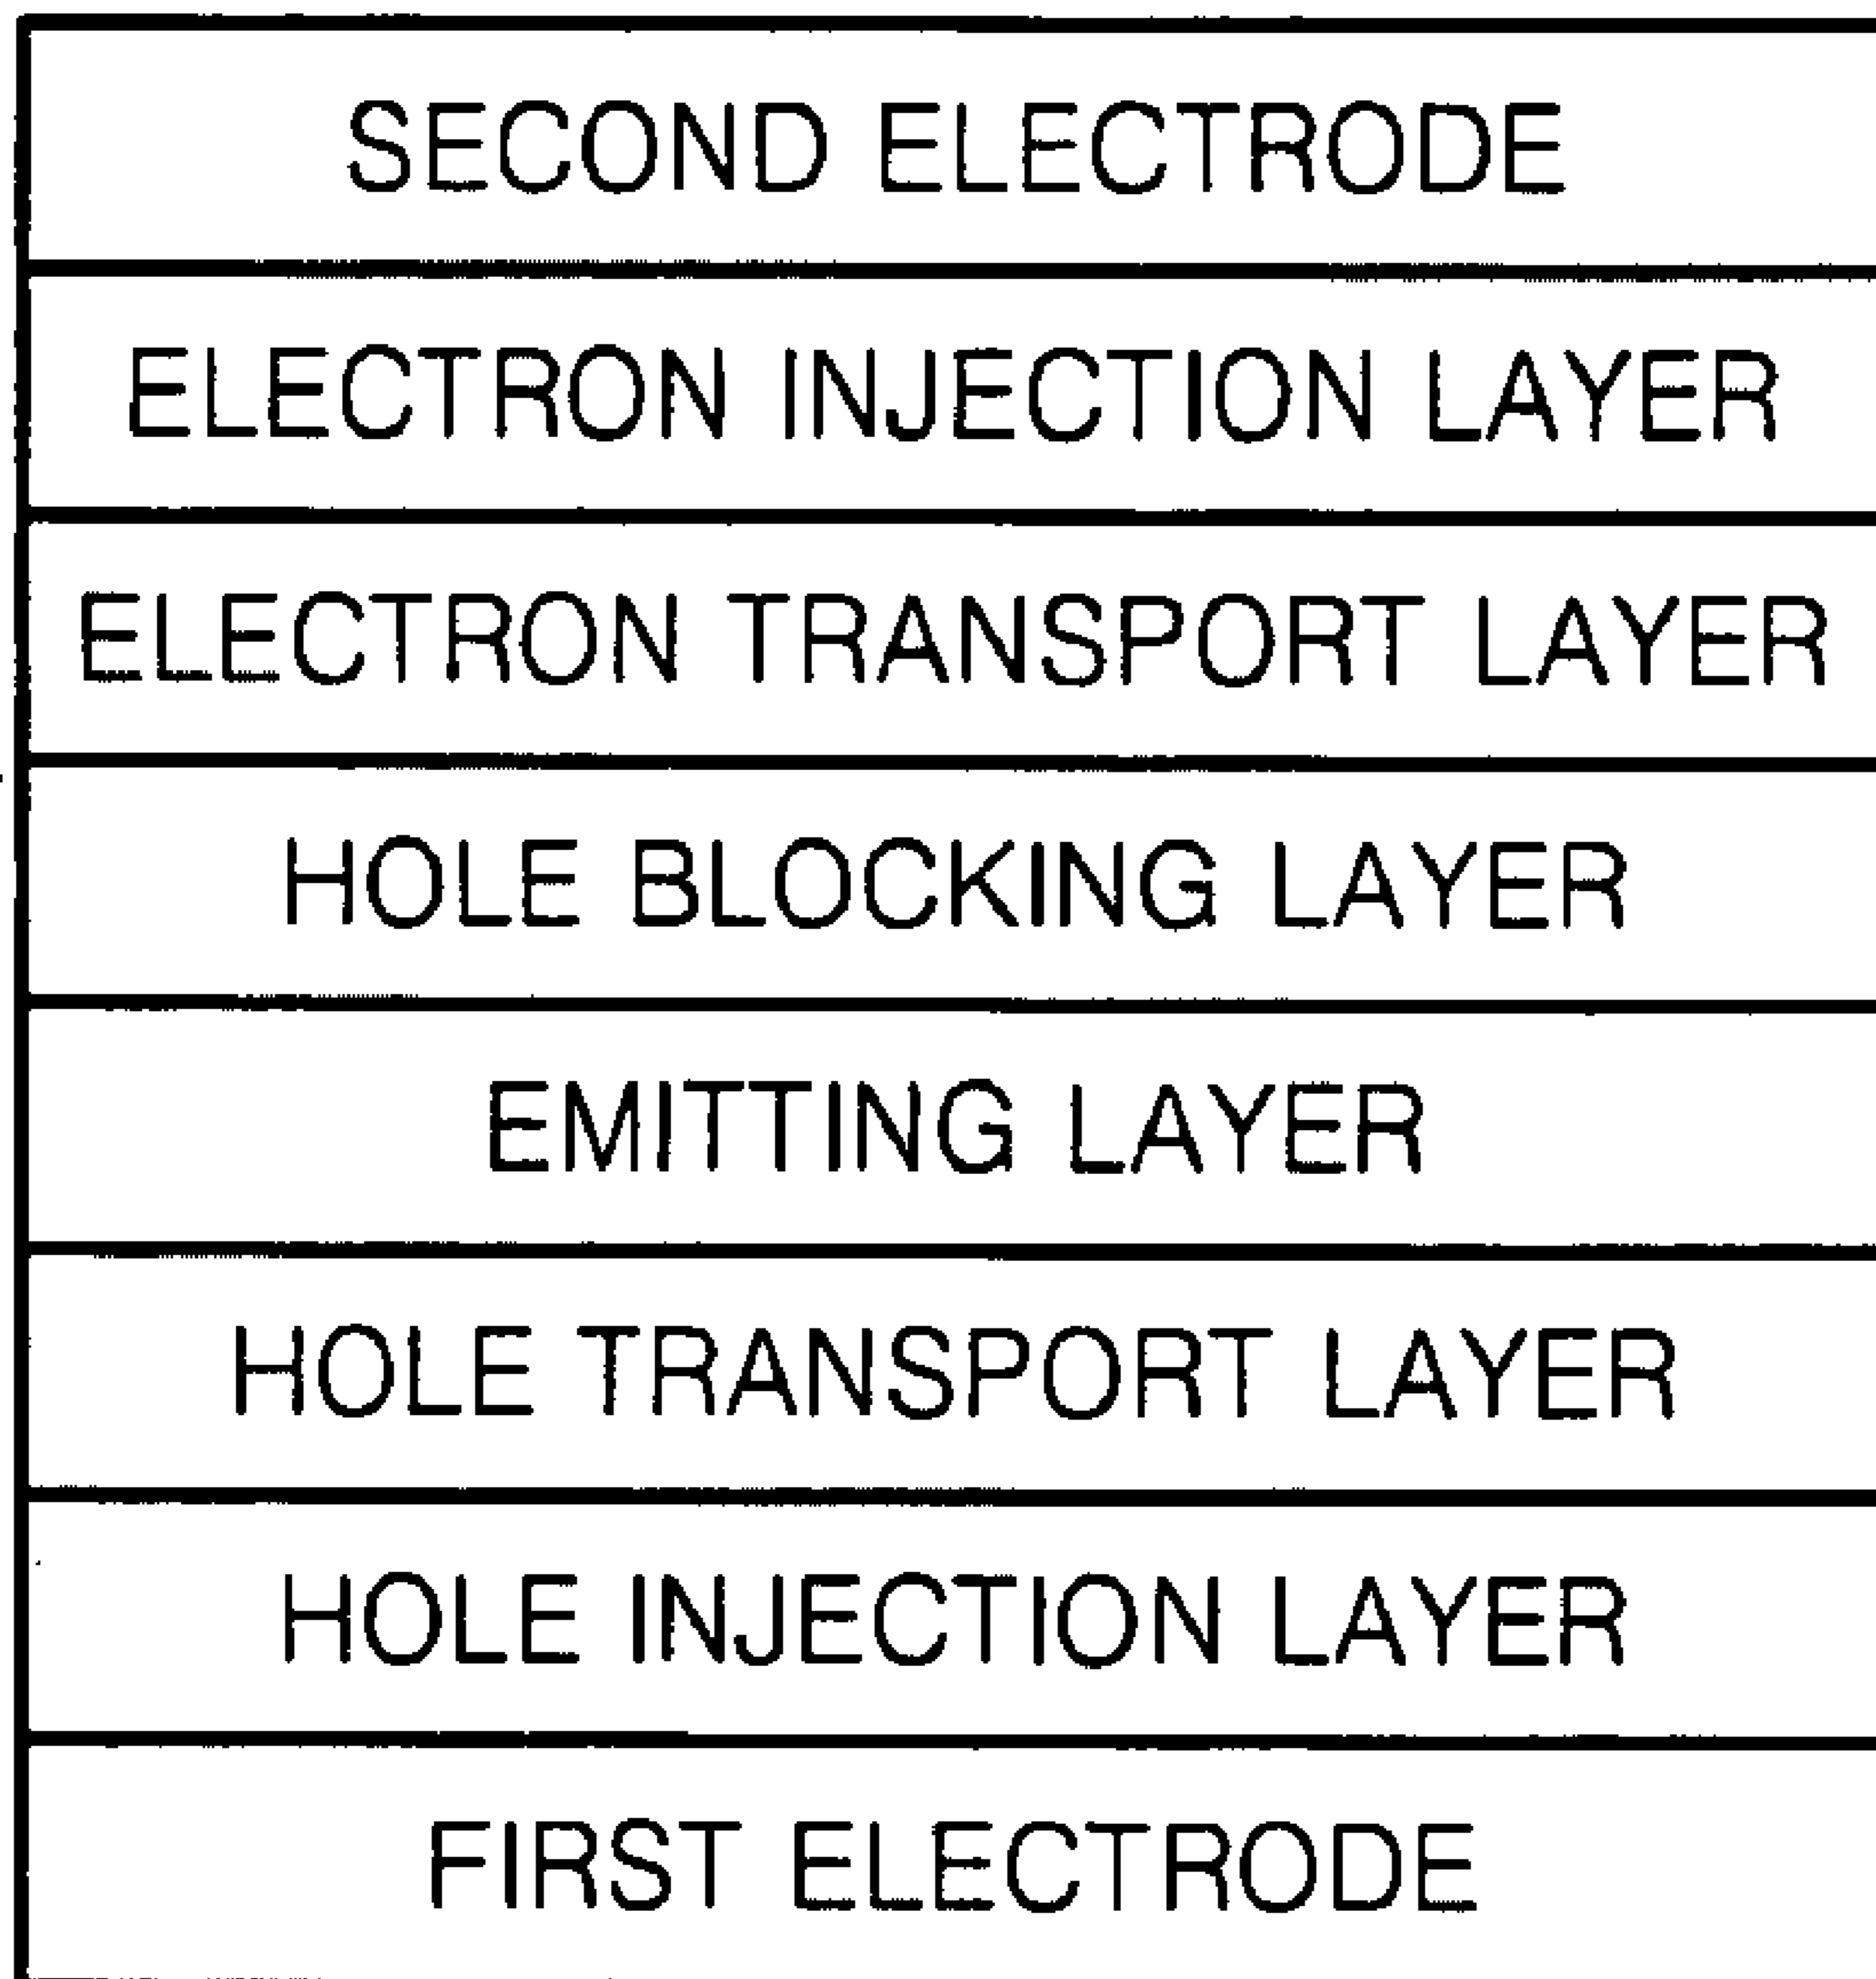 SECOND ELECTRODE
ELECTRON INJECTION LAYER
ELECTRON TRANSPORT LAYER
HOLE BLOCKING LAYER
EMITTING LAYER
HOLE TRANSPORT LAYER
HOLE INJECTION LAYER
FIRST ELECTRODE